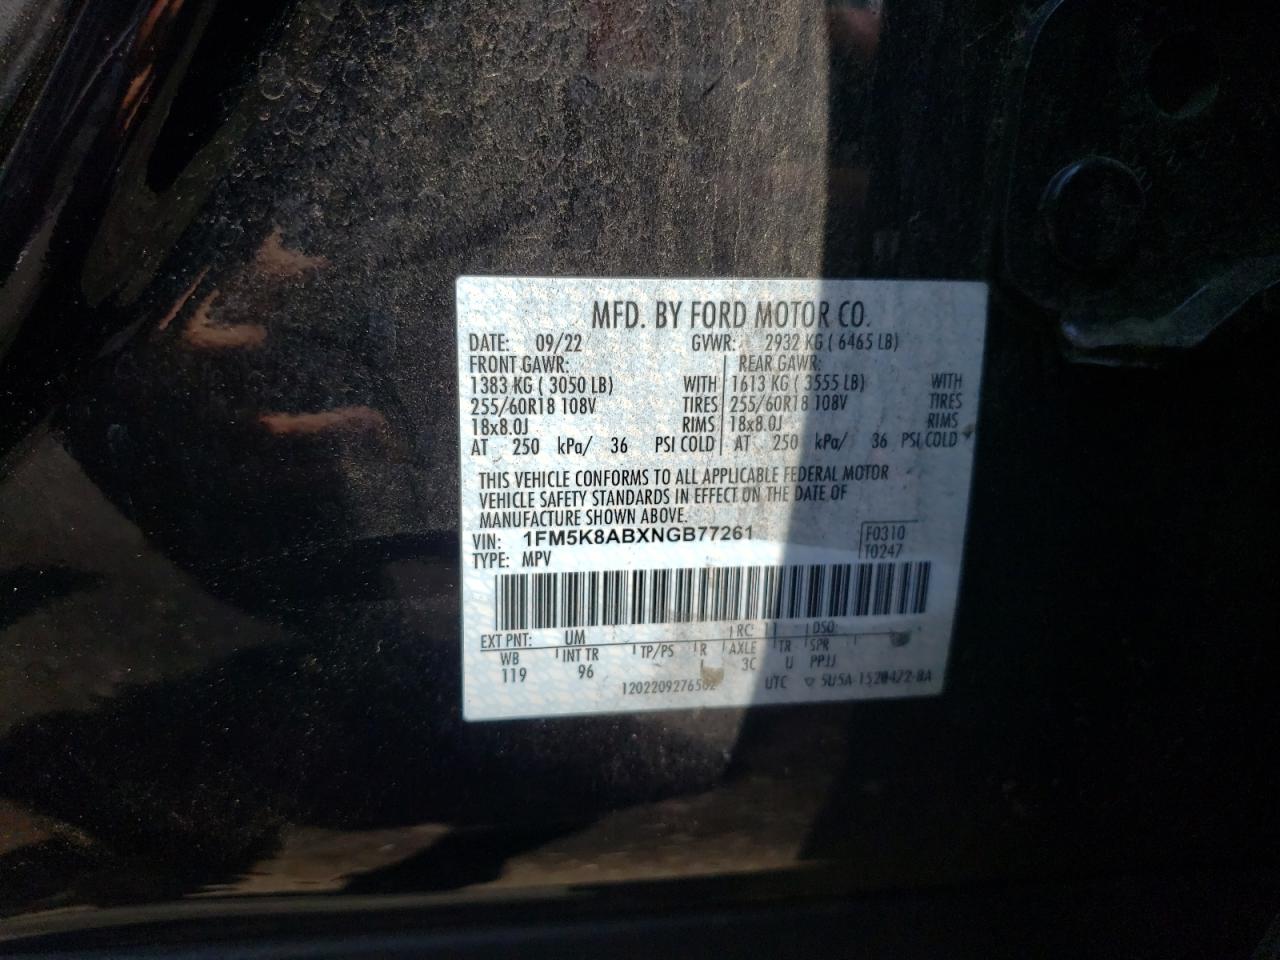 MFD. BY FORD MOTOR CO.
DATE: 09/22 GVWR: 2932 KG ( 6465 LB)
FRONT GAWR: REAR GAWR:
1383 KG ( 3050 LB) WITH 1613 KG ( 3555 LB) WITH
255/60R18 108V TIRES 255/60R18 108V TIRES
18x8.0J RIMS 18x8.0J RIMS
AT 250 kPa/ 36 PSI COLD AT 250 kPa/ 36 PSI COLD
THIS VEHICLE CONFORMS TO ALL APPLICABLE FEDERAL MOTOR
VEHICLE SAFETY STANDARDS IN EFFECT ON THE DATE OF
MANUFACTURE SHOWN ABOVE.
VIN: 1FM5K8ABXNGB77261 F0310
TYPE: MPV T0247
EXT PNT: UM RC: 11 DSO:
WB INT TR TP/PS R AXLE TR SPR
119 96 3C U PPJJ
UTC